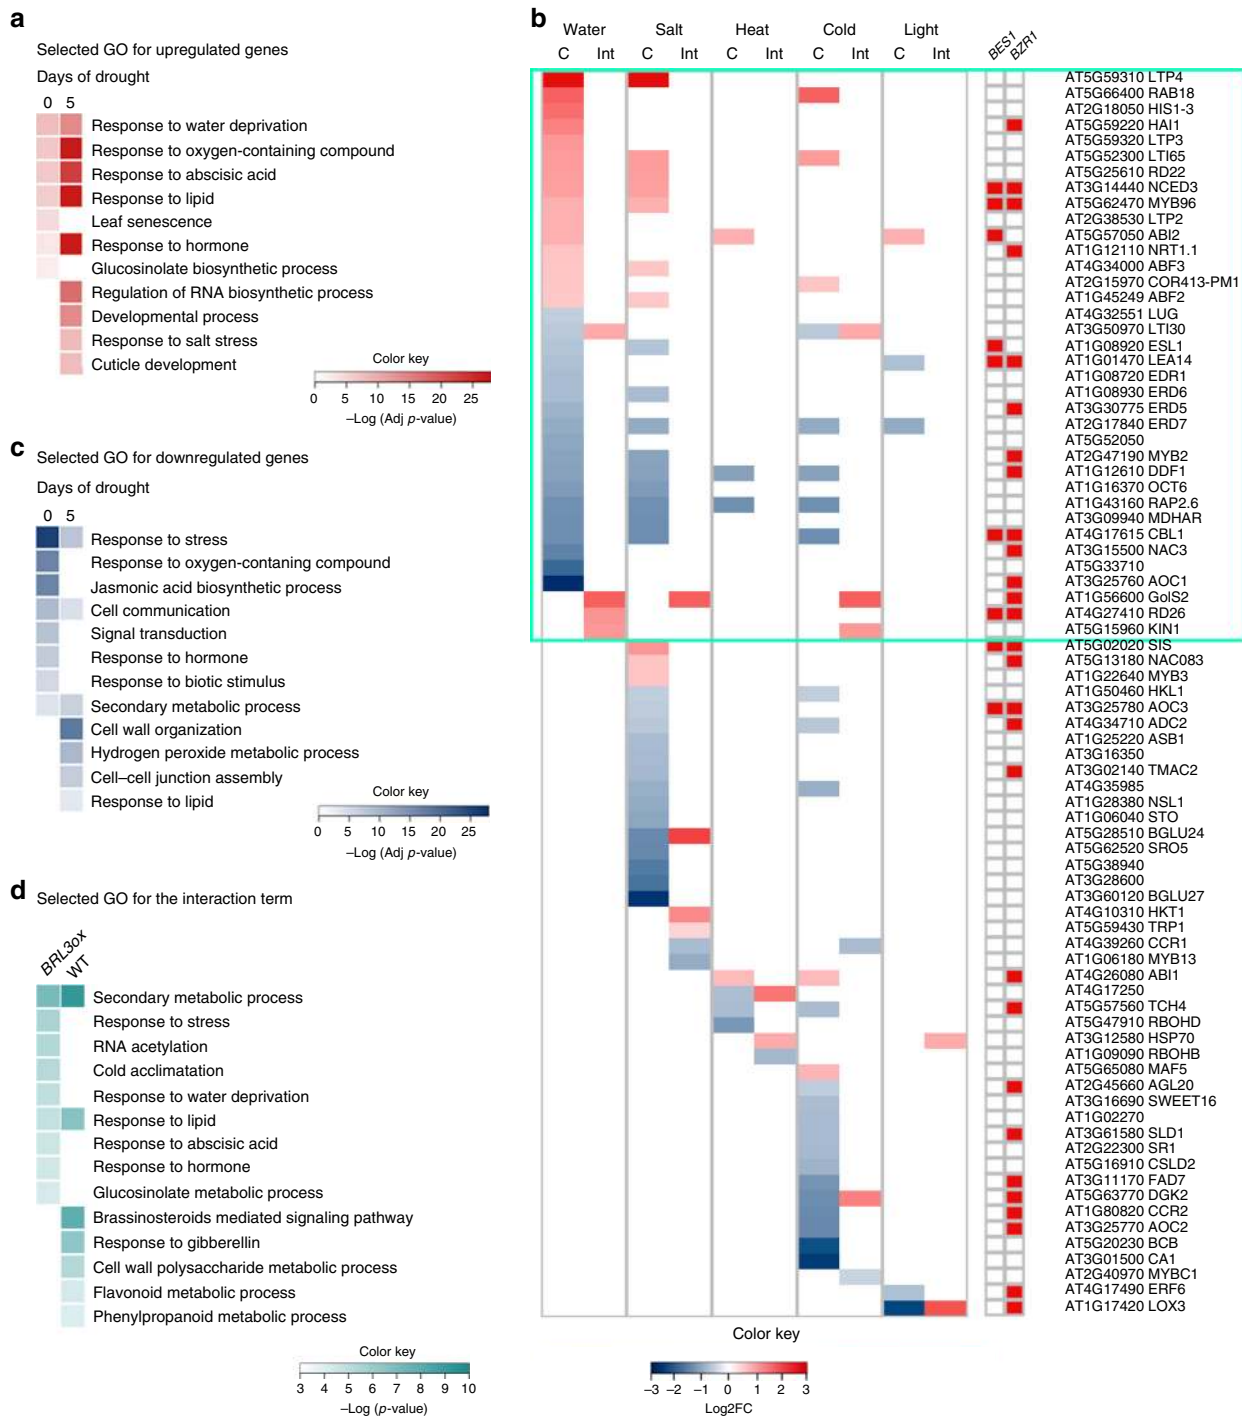 a
Selected GO for upregulated genes
Days of drought
0 5
Response to water deprivation
Response to oxygen-containing compound
Response to abscisic acid
Response to lipid
Leaf senescence
Response to hormone
Glucosinolate biosynthetic process
Regulation of RNA biosynthetic process
Developmental process
Response to salt stress
Cuticle development
Color key
0 5 10 15 20 25
–Log (Adj p-value)
c
Selected GO for downregulated genes
Days of drought
0 5
Response to stress
Response to oxygen-contaning compound
Jasmonic acid biosynthetic process
Cell communication
Signal transduction
Response to hormone
Response to biotic stimulus
Secondary metabolic process
Cell wall organization
Hydrogen peroxide metabolic process
Cell–cell junction assembly
Response to lipid
Color key
0 5 10 15 20 25
–Log (Adj p-value)
d
Selected GO for the interaction term
BRL3ox WT
Secondary metabolic process
Response to stress
RNA acetylation
Cold acclimatation
Response to water deprivation
Response to lipid
Response to abscisic acid
Response to hormone
Glucosinolate metabolic process
Brassinosteroids mediated signaling pathway
Response to gibberellin
Cell wall polysaccharide metabolic process
Flavonoid metabolic process
Phenylpropanoid metabolic process
Color key
3 4 5 6 7 8 9 10
–Log (p-value)
b
Water Salt Heat Cold Light
C Int C Int C Int C Int C Int BES1 BZR1
AT5G59310 LTP4
AT5G66400 RAB18
AT2G18050 HIS1-3
AT5G59220 HAI1
AT5G59320 LTP3
AT5G52300 LTI65
AT5G25610 RD22
AT3G14440 NCED3
AT5G62470 MYB96
AT2G38530 LTP2
AT5G57050 ABI2
AT1G12110 NRT1.1
AT4G34000 ABF3
AT2G15970 COR413-PM1
AT1G45249 ABF2
AT4G32551 LUG
AT3G50970 LTI30
AT1G08920 ESL1
AT1G01470 LEA14
AT1G08720 EDR1
AT1G08930 ERD6
AT3G30775 ERD5
AT2G17840 ERD7
AT5G52050
AT2G47190 MYB2
AT1G12610 DDF1
AT1G16370 OCT6
AT1G43160 RAP2.6
AT3G09940 MDHAR
AT4G17615 CBL1
AT3G15500 NAC3
AT5G33710
AT3G25760 AOC1
AT1G56600 GolS2
AT4G27410 RD26
AT5G15960 KIN1
AT5G02020 SIS
AT5G13180 NAC083
AT1G22640 MYB3
AT1G50460 HKL1
AT3G25780 AOC3
AT4G34710 ADC2
AT1G25220 ASB1
AT3G16350
AT3G02140 TMAC2
AT4G35985
AT1G28380 NSL1
AT1G06040 STO
AT5G28510 BGLU24
AT5G62520 SRO5
AT5G38940
AT3G28600
AT3G60120 BGLU27
AT4G10310 HKT1
AT5G59430 TRP1
AT4G39260 CCR1
AT1G06180 MYB13
AT4G26080 ABI1
AT4G17250
AT5G57560 TCH4
AT5G47910 RBOHD
AT3G12580 HSP70
AT1G09090 RBOHB
AT5G65080 MAF5
AT2G45660 AGL20
AT3G16690 SWEET16
AT1G02270
AT3G61580 SLD1
AT2G22300 SR1
AT5G16910 CSLD2
AT3G11170 FAD7
AT5G63770 DGK2
AT1G80820 CCR2
AT3G25770 AOC2
AT5G20230 BCB
AT3G01500 CA1
AT2G40970 MYBC1
AT4G17490 ERF6
AT1G17420 LOX3
Color key
–3 –2 –1 0 1 2 3
Log2FC